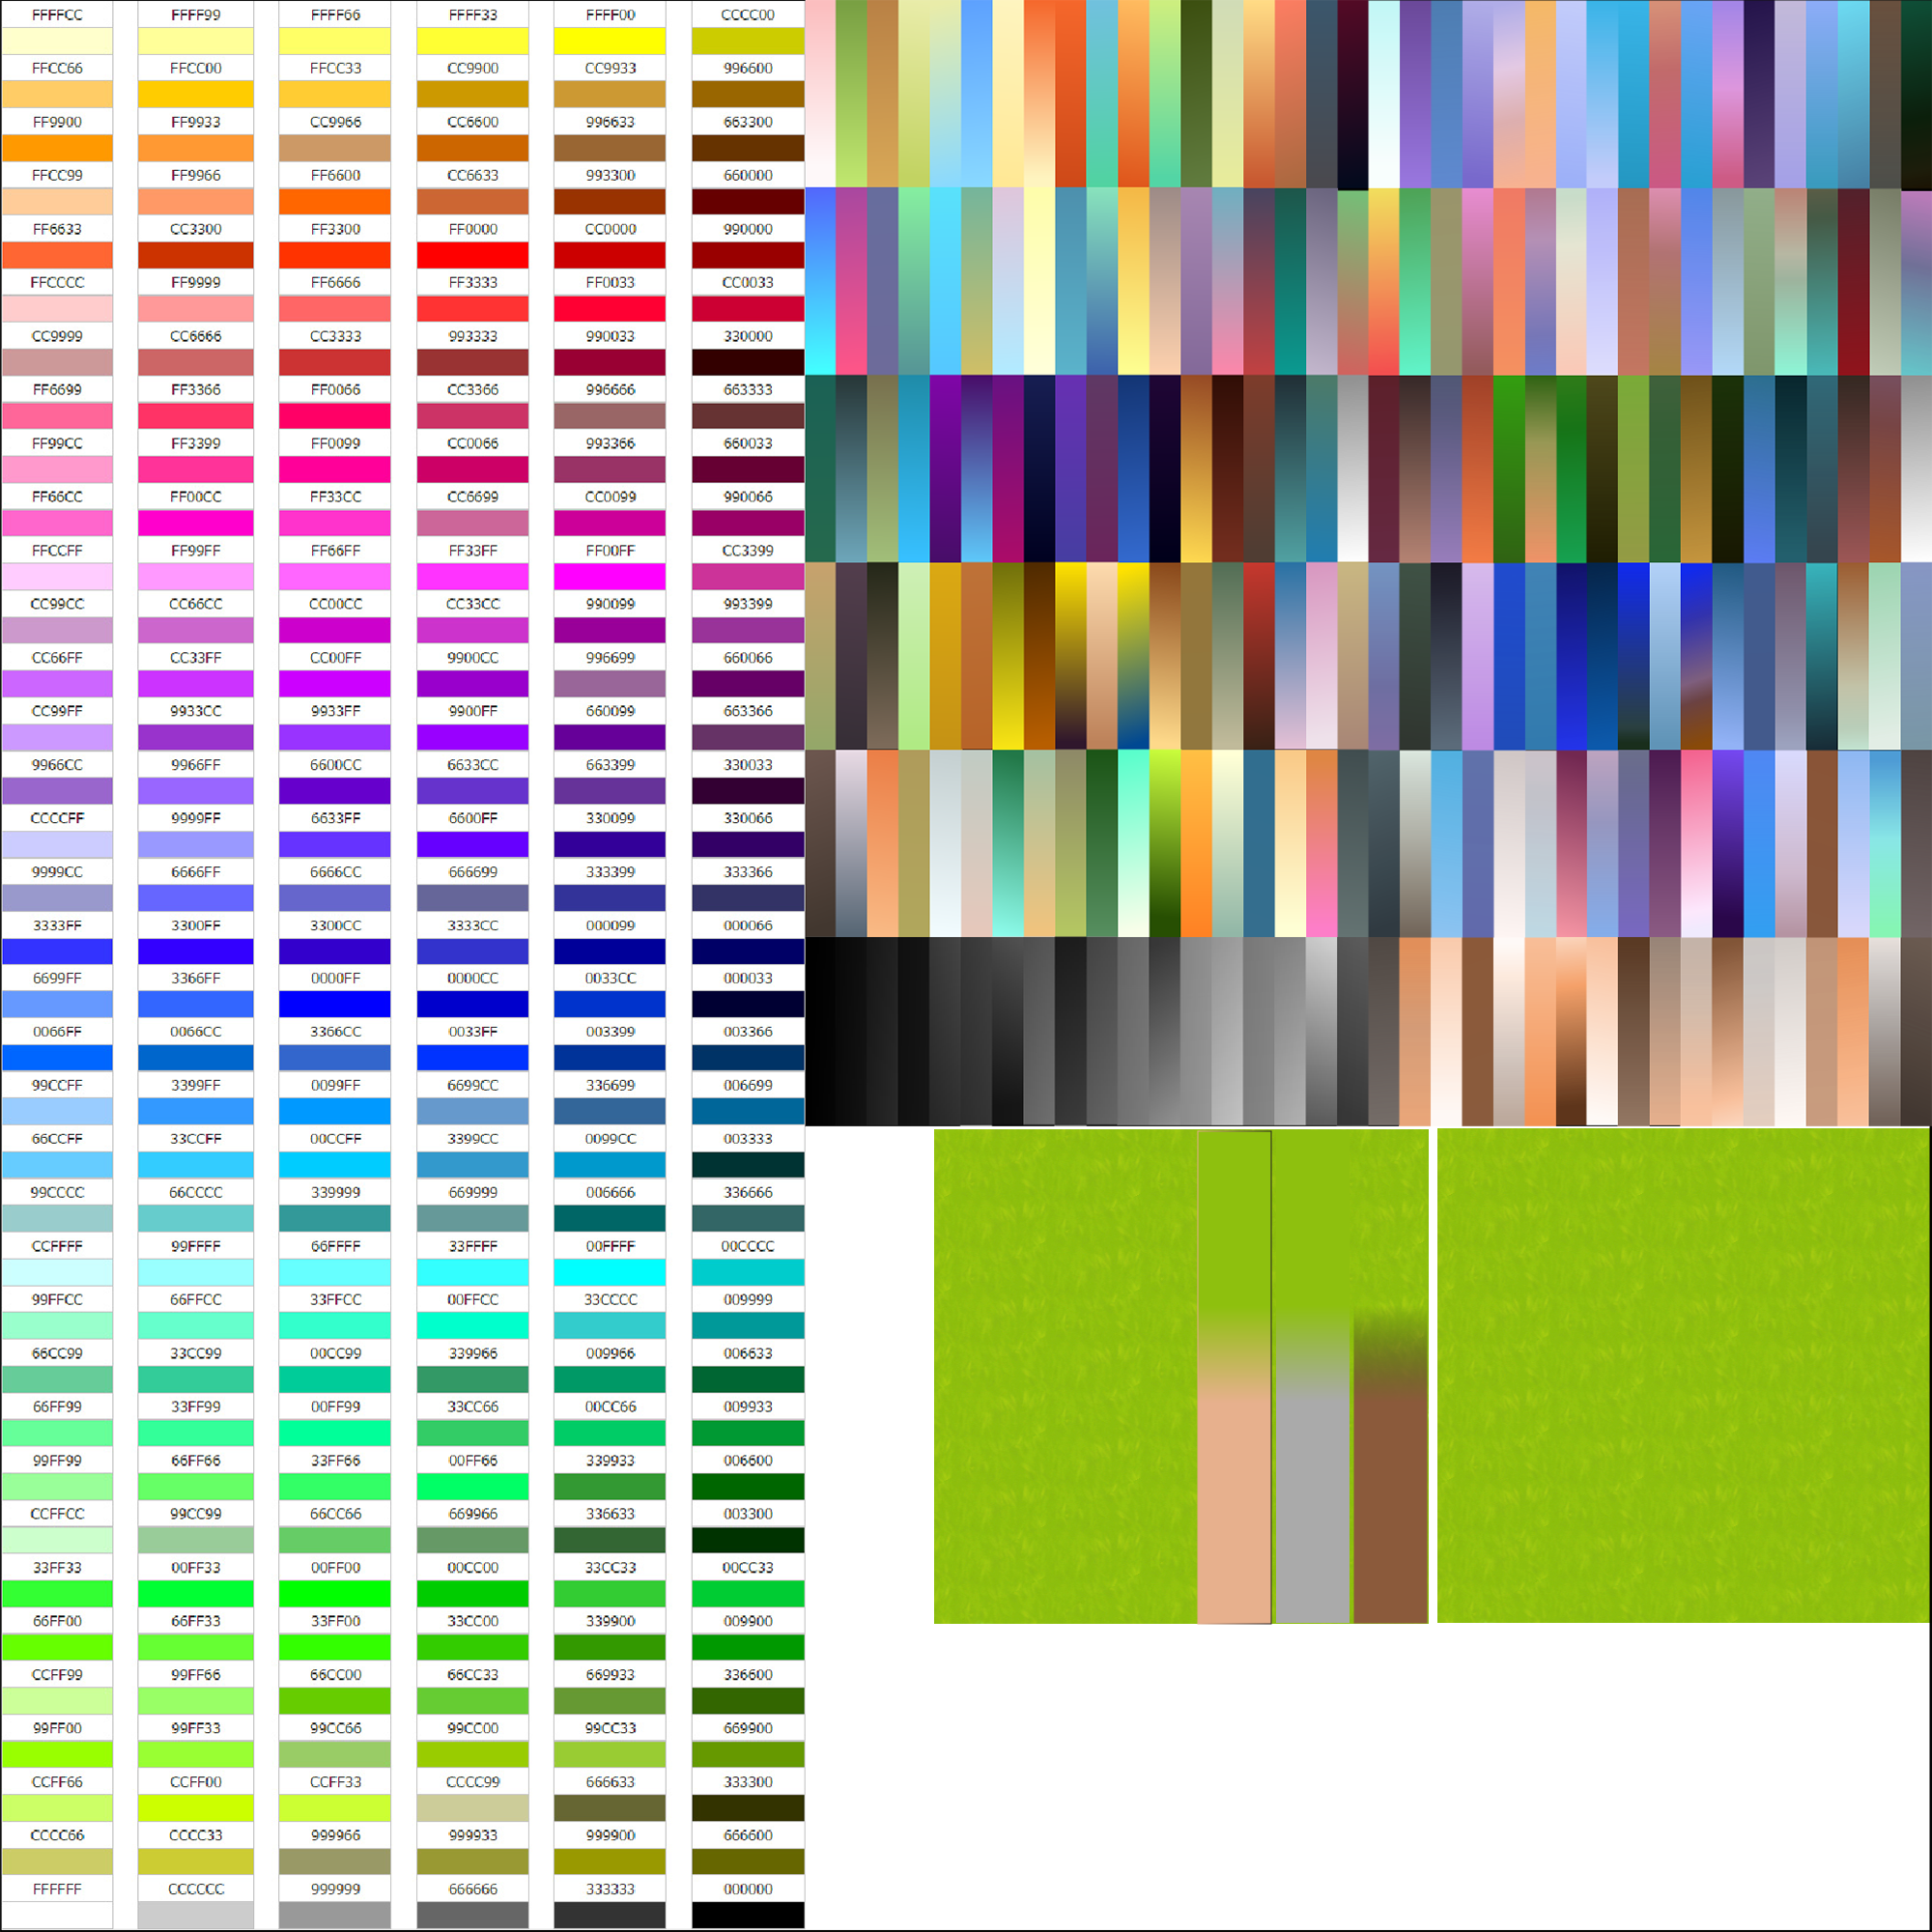 FFFFCC FFFF99 FFFF66 FFFF33 FFFF00 CCCC00
FFCC66 FFCC00 FFCC33 CC9900 CC9933 996600
FF9900 FF9933 CC9966 CC6600 996633 663300
FFCC99 FF9966 FF6600 CC6633 993300 660000
FF6633 CC3300 FF3300 FF0000 CC0000 990000
FFCCCC FF9999 FF6666 FF3333 FF0033 CC0033
CC9999 CC6666 CC3333 993333 990033 330000
FF6699 FF3366 FF0066 CC3366 996666 663333
FF99CC FF3399 FF0099 CC0066 993366 660033
FF66CC FF00CC FF33CC CC6699 CC0099 990066
FFCCFF FF99FF FF66FF FF33FF FF00FF CC3399
CC99CC CC66CC CC00CC CC33CC 990099 993399
CC66FF CC33FF CC00FF 9900CC 996699 660066
CC99FF 9933CC 9933FF 9900FF 660099 663366
9966CC 9966FF 6600CC 6633CC 663399 330033
CCCCFF 9999FF 6633FF 6600FF 330099 330066
9999CC 6666FF 6666CC 666699 333399 333366
3333FF 3300FF 3300CC 3333CC 000099 000066
6699FF 3366FF 0000FF 0000CC 0033CC 000033
0066FF 0066CC 3366CC 0033FF 003399 003366
99CCFF 3399FF 0099FF 6699CC 336699 006699
66CCFF 33CCFF 00CCFF 3399CC 0099CC 003333
99CCCC 66CCCC 339999 669999 006666 336666
CCFFFF 99FFFF 66FFFF 33FFFF 00FFFF 00CCCC
99FFCC 66FFCC 33FFCC 00FFCC 33CCCC 009999
66CC99 33CC99 00CC99 339966 009966 006633
66FF99 33FF99 00FF99 33CC66 00CC66 009933
99FF99 66FF66 33FF66 00FF66 339933 006600
CCFFCC 99CC99 66CC66 669966 336633 003300
33FF33 00FF33 00FF00 00CC00 33CC33 00CC33
66FF00 66FF33 33FF00 33CC00 339900 009900
CCFF99 99FF66 66CC00 66CC33 669933 336600
99FF00 99FF33 99CC66 99CC00 99CC33 669900
CCFF66 CCFF00 CCFF33 CCCC99 666633 333300
CCCC66 CCCC33 999966 999933 999900 666600
FFFFFF CCCCCC 999999 666666 333333 000000